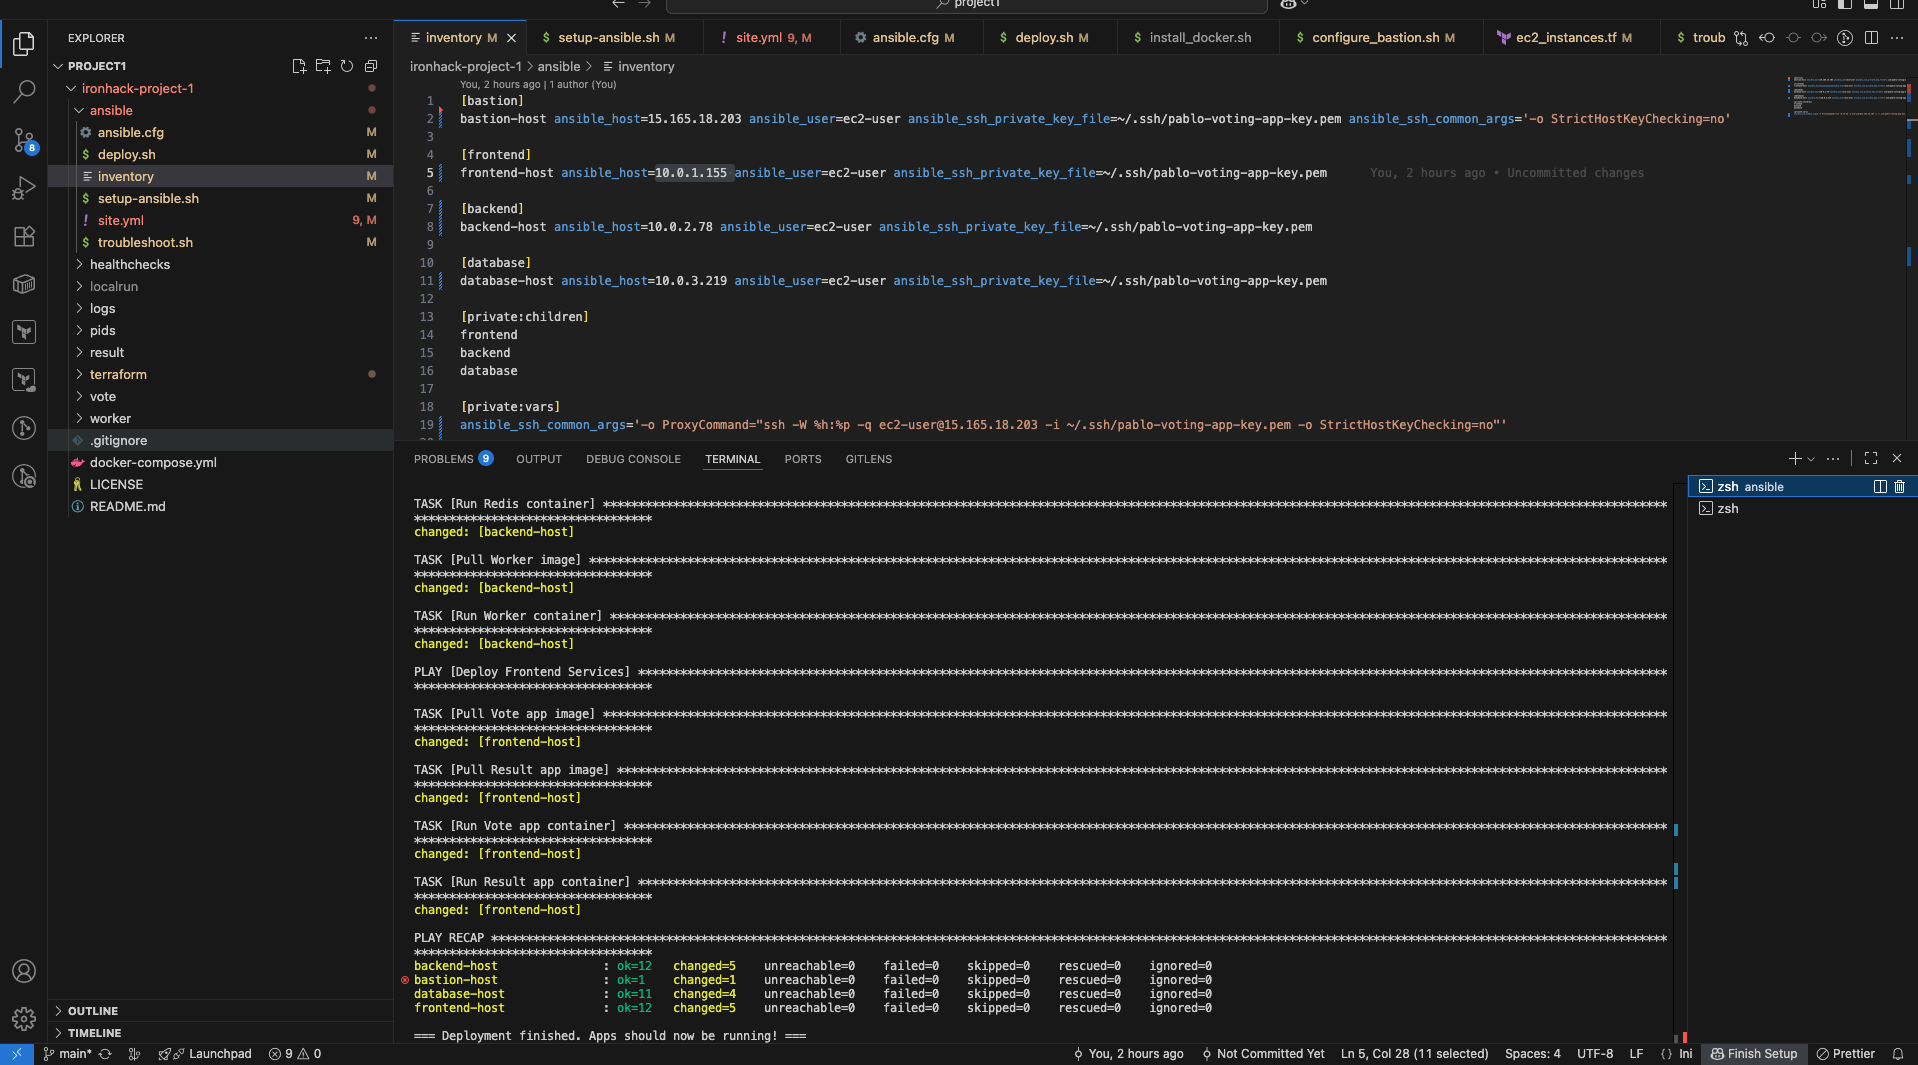 project1
EXPLORER
PROJECT1
ironhack-project-1
ansible
ansible.cfg M
deploy.sh M
inventory M
setup-ansible.sh M
site.yml 9, M
troubleshoot.sh M
healthchecks
localrun
logs
pids
result
terraform
vote
worker
.gitignore
docker-compose.yml
LICENSE
README.md
OUTLINE
TIMELINE
8
inventory M
setup-ansible.sh M
site.yml 9, M
ansible.cfg M
deploy.sh M
install_docker.sh
configure_bastion.sh M
ec2_instances.tf M
troub
ironhack-project-1 > ansible > inventory
You, 2 hours ago | 1 author (You)
1 [bastion]
2 bastion-host ansible_host=15.165.18.203 ansible_user=ec2-user ansible_ssh_private_key_file=~/.ssh/pablo-voting-app-key.pem ansible_ssh_common_args='-o StrictHostKeyChecking=no'
3
4 [frontend]
5 frontend-host ansible_host=10.0.1.155 ansible_user=ec2-user ansible_ssh_private_key_file=~/.ssh/pablo-voting-app-key.pem You, 2 hours ago • Uncommitted changes
6
7 [backend]
8 backend-host ansible_host=10.0.2.78 ansible_user=ec2-user ansible_ssh_private_key_file=~/.ssh/pablo-voting-app-key.pem
9
10 [database]
11 database-host ansible_host=10.0.3.219 ansible_user=ec2-user ansible_ssh_private_key_file=~/.ssh/pablo-voting-app-key.pem
12
13 [private:children]
14 frontend
15 backend
16 database
17
18 [private:vars]
19 ansible_ssh_common_args='-o ProxyCommand="ssh -W %h:%p -q ec2-user@15.165.18.203 -i ~/.ssh/pablo-voting-app-key.pem -o StrictHostKeyChecking=no"'
PROBLEMS 9 OUTPUT DEBUG CONSOLE TERMINAL PORTS GITLENS
zsh ansible
zsh
TASK [Run Redis container] ****
changed: [backend-host]
TASK [Pull Worker image] ****
changed: [backend-host]
TASK [Run Worker container] ****
changed: [backend-host]
PLAY [Deploy Frontend Services] ****
TASK [Pull Vote app image] ****
changed: [frontend-host]
TASK [Pull Result app image] ****
changed: [frontend-host]
TASK [Run Vote app container] ****
changed: [frontend-host]
TASK [Run Result app container] ****
changed: [frontend-host]
PLAY RECAP ****
backend-host : ok=12 changed=5 unreachable=0 failed=0 skipped=0 rescued=0 ignored=0
bastion-host : ok=1 changed=1 unreachable=0 failed=0 skipped=0 rescued=0 ignored=0
database-host : ok=11 changed=4 unreachable=0 failed=0 skipped=0 rescued=0 ignored=0
frontend-host : ok=12 changed=5 unreachable=0 failed=0 skipped=0 rescued=0 ignored=0
=== Deployment finished. Apps should now be running! ===
main* Launchpad 9 0 You, 2 hours ago Not Committed Yet Ln 5, Col 28 (11 selected) Spaces: 4 UTF-8 LF {} Ini Finish Setup Prettier